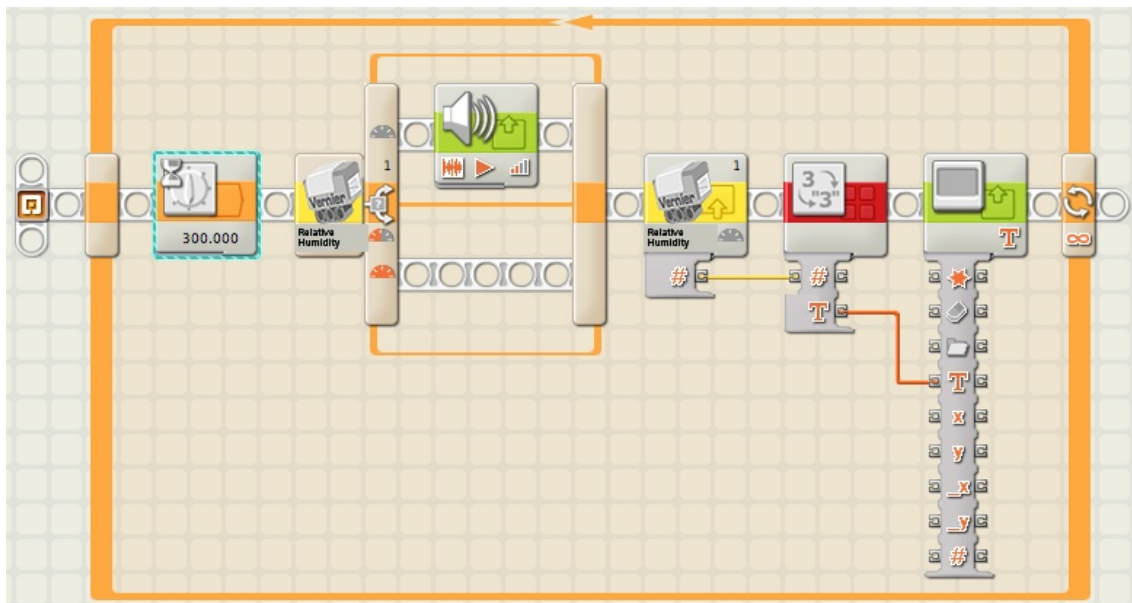 1
Vernier
Relative
Humidity
300.000
1
Vernier
Relative
Humidity
#
3
"3"
#
T
T
∞
T
x
y
_x
_y
#